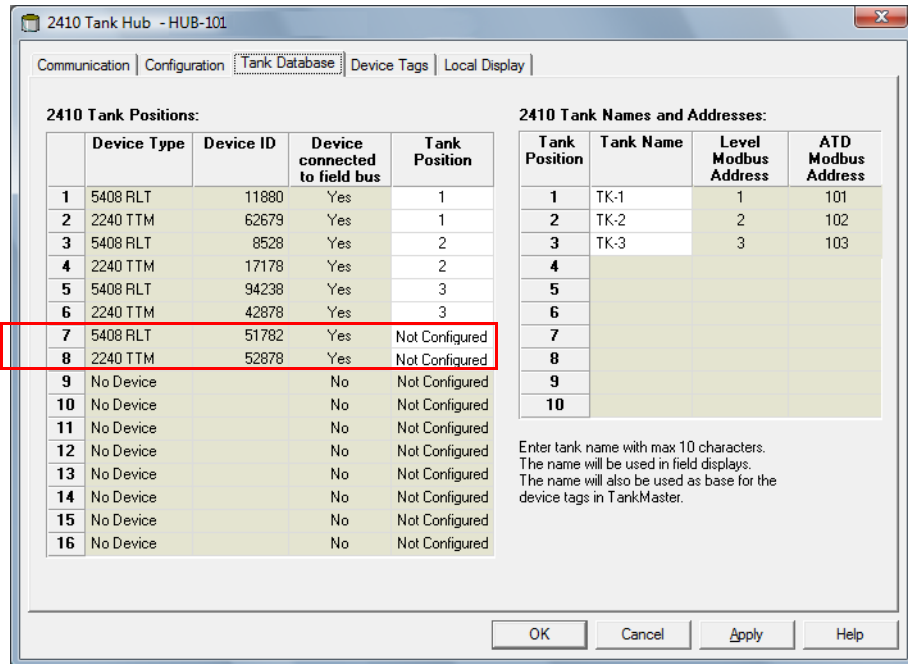 2410 Tank Hub - HUB-101
Communication Configuration Tank Database Device Tags Local Display
2410 Tank Positions:
Device Type Device ID Device connected to field bus Tank Position
1 5408 RLT 11880 Yes 1
2 2240 TTM 62679 Yes 1
3 5408 RLT 8528 Yes 2
4 2240 TTM 17178 Yes 2
5 5408 RLT 94238 Yes 3
6 2240 TTM 42878 Yes 3
7 5408 RLT 51782 Yes Not Configured
8 2240 TTM 52878 Yes Not Configured
9 No Device No Not Configured
10 No Device No Not Configured
11 No Device No Not Configured
12 No Device No Not Configured
13 No Device No Not Configured
14 No Device No Not Configured
15 No Device No Not Configured
16 No Device No Not Configured
2410 Tank Names and Addresses:
Tank Position Tank Name Level Modbus Address ATD Modbus Address
1 TK-1 1 101
2 TK-2 2 102
3 TK-3 3 103
4
5
6
7
8
9
10
Enter tank name with max 10 characters.
The name will be used in field displays.
The name will also be used as base for the
device tags in TankMaster.
OK Cancel Apply Help